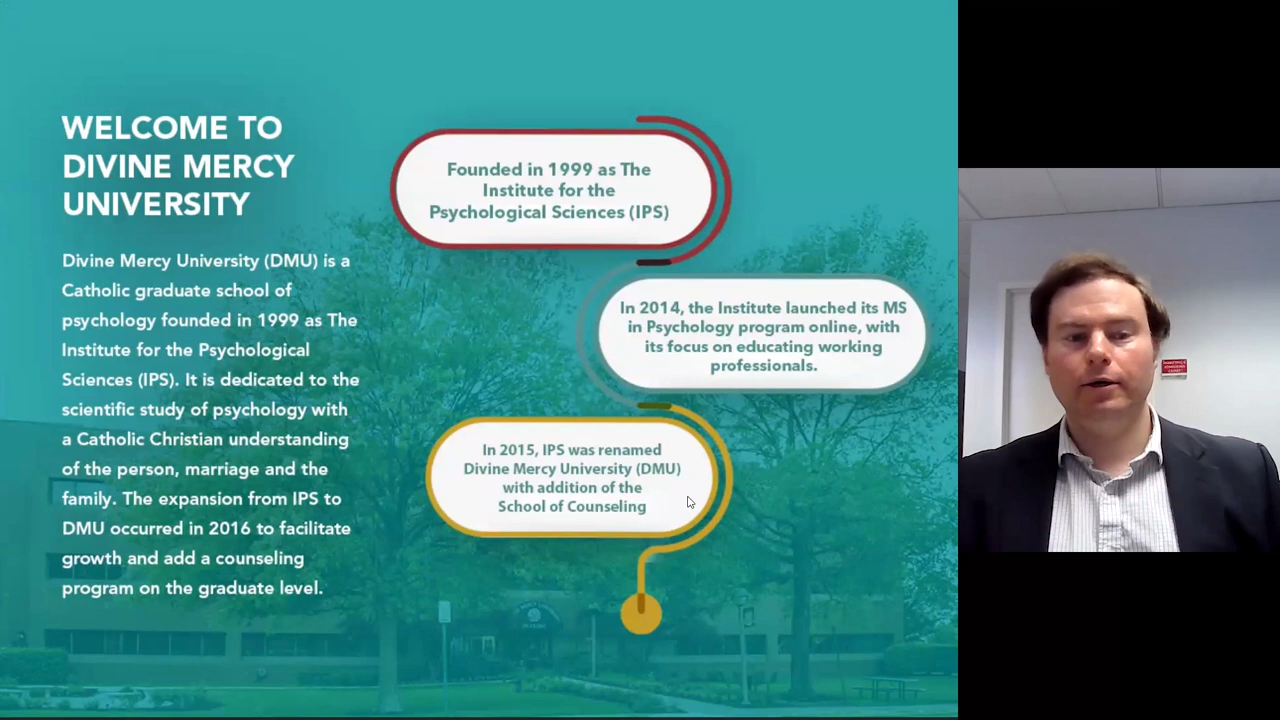 WELCOME TO
DIVINE MERCY
UNIVERSITY
Divine Mercy University (DMU) is a
Catholic graduate school of
psychology founded in 1999 as The
Institute for the Psychological
Sciences (IPS). It is dedicated to the
scientific study of psychology with
a Catholic Christian understanding
of the person, marriage and the
family. The expansion from IPS to
DMU occurred in 2016 to facilitate
growth and add a counseling
program on the graduate level.
Founded in 1999 as The
Institute for the
Psychological Sciences (IPS)
In 2014, the Institute launched its MS
in Psychology program online, with
its focus on educating working
professionals.
In 2015, IPS was renamed
Divine Mercy University (DMU)
with addition of the
School of Counseling